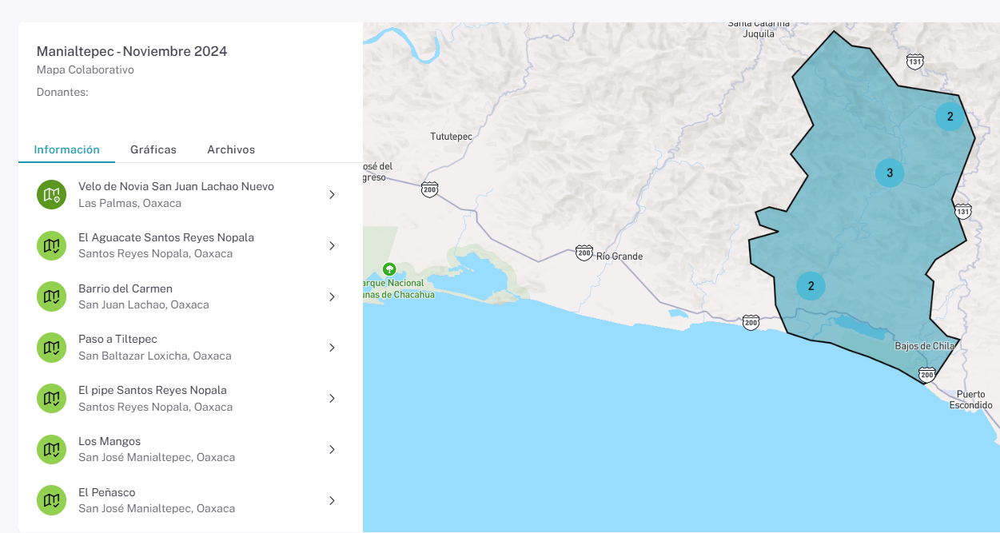 Manialtepec - Noviembre 2024
Mapa Colaborativo
Donantes:
Información
Gráficas
Archivos
Velo de Novia San Juan Lachao Nuevo
Las Palmas, Oaxaca
El Aguacate Santos Reyes Nopala
Santos Reyes Nopala, Oaxaca
Barrio del Carmen
San Juan Lachao, Oaxaca
Paso a Tiltepec
San Baltazar Loxicha, Oaxaca
El pipe Santos Reyes Nopala
Santos Reyes Nopala, Oaxaca
Los Mangos
San José Manialtepec, Oaxaca
El Peñasco
San José Manialtepec, Oaxaca
Santa Catarina
Juquila
131
2
Tututepec
osé del
greso
3
200
131
200
Río Grande
arque Nacional
unas de Chacahua
2
200
Bajos de Chila
200
Puerto
Escondido